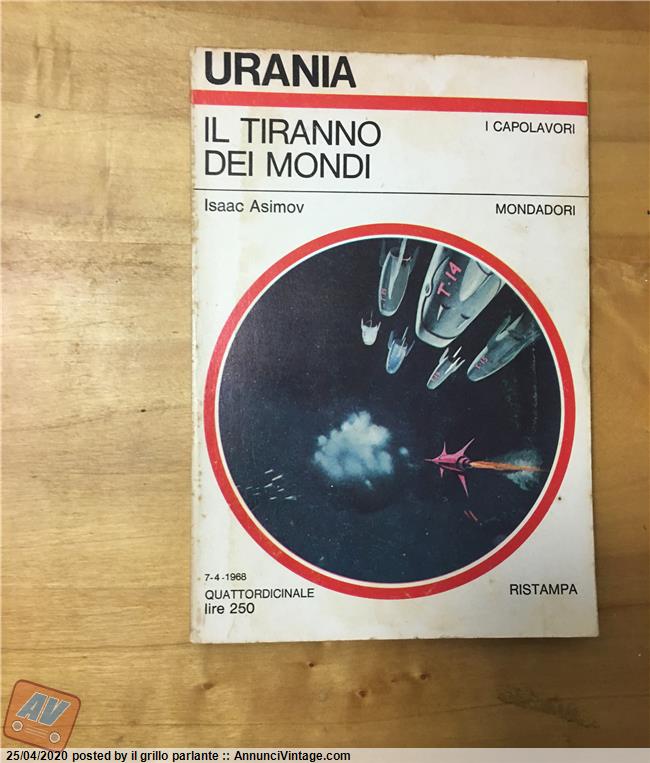 URANIA
IL TIRANNO
DEI MONDI
I CAPOLAVORI
Isaac Asimov
MONDADORI
T-14
7-4-1968
QUATTORDICINALE
lire 250
RISTAMPA
AV
25/04/2020 posted by il grillo parlante :: AnnunciVintage.com